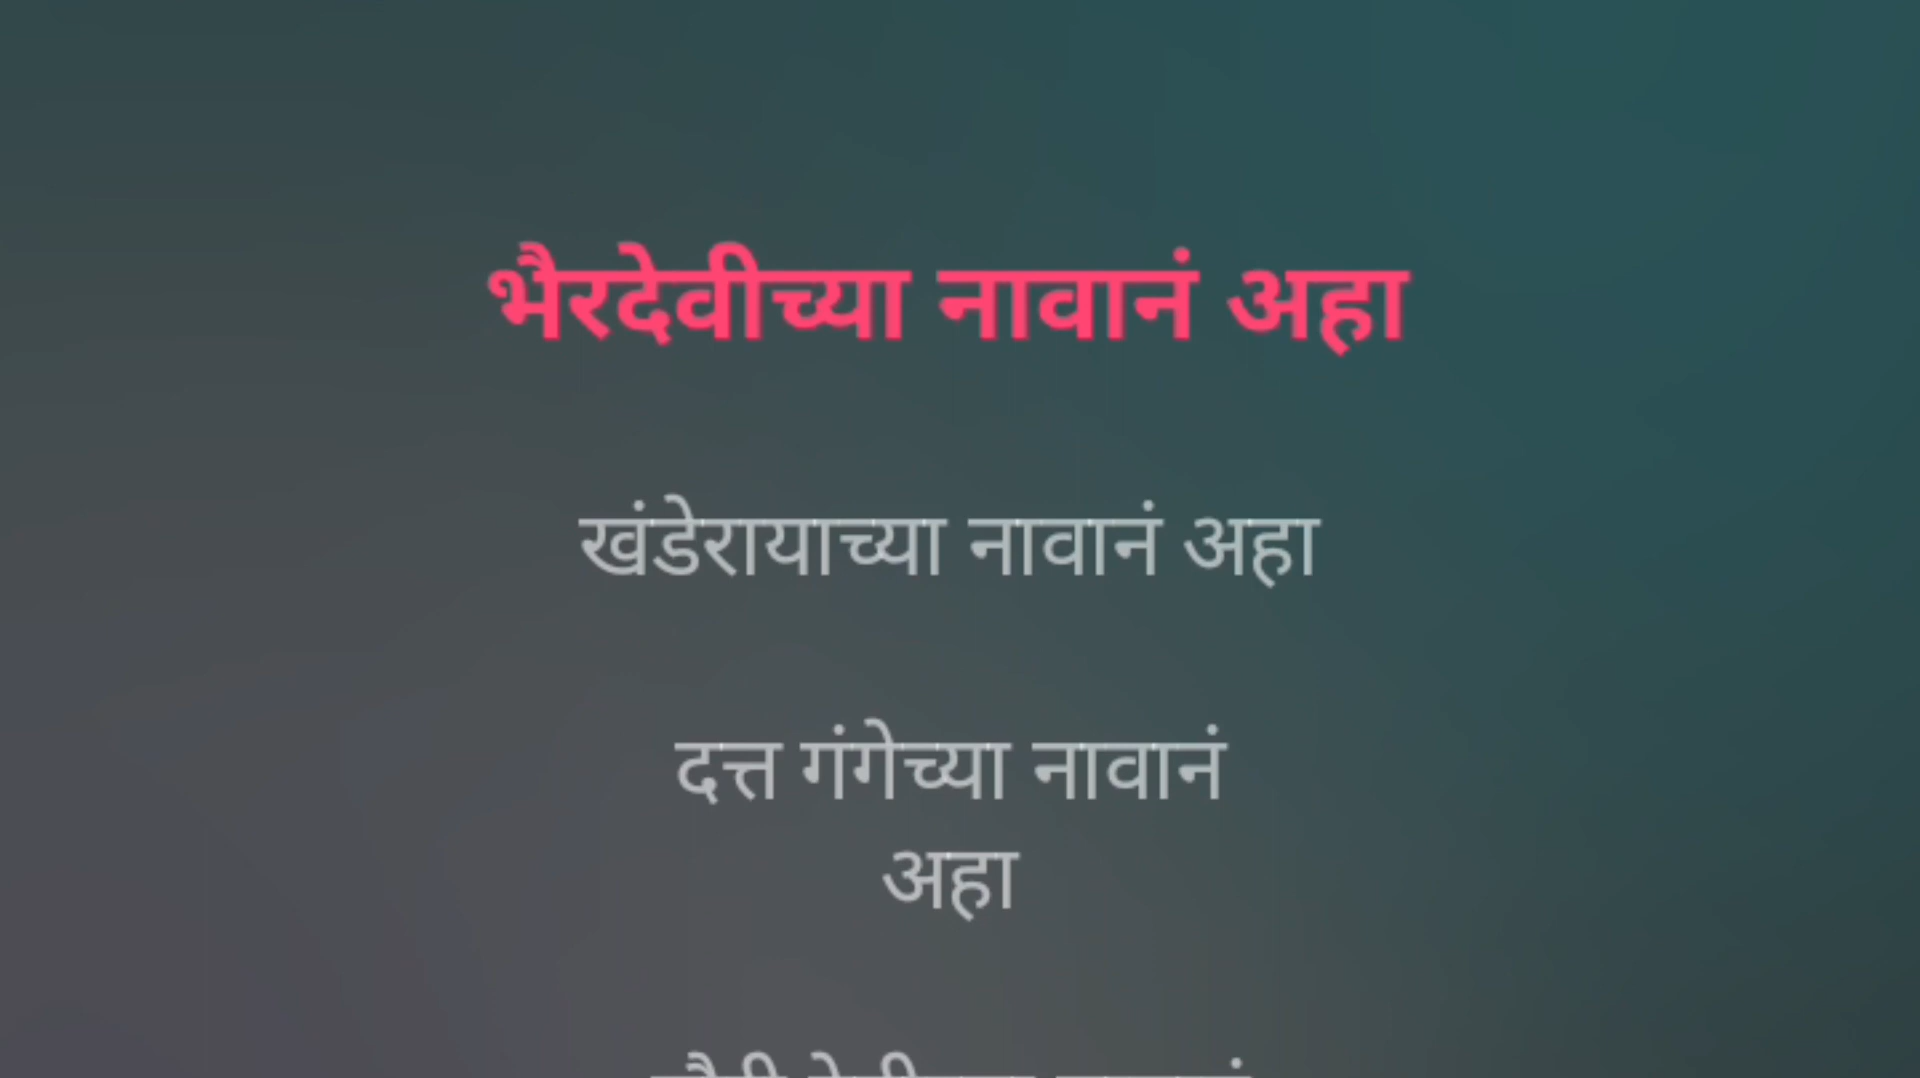 भैरदेवीच्या नावानं अहा
खंडेरायाच्या नावानं अहा
दत्त गंगेच्या नावानं
अहा